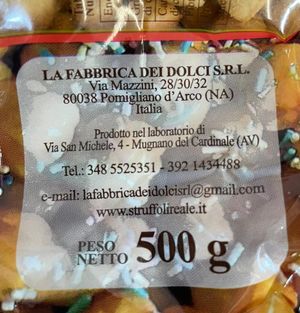 LA FABBRICA DEI DOLCI S.R.L.
Via Mazzini, 28/30/32
80038 Pomigliano d'Arco (NA)
Italia
Prodotto nel laboratorio di
Via San Michele, 4 - Mugnano del Cardinale (AV)
Tel.: 348 5525351 - 392 1434488
e-mail: lafabbricadeidolcisrl@gmail.com
www.struffolireale.it
PESO
NETTO 500 g